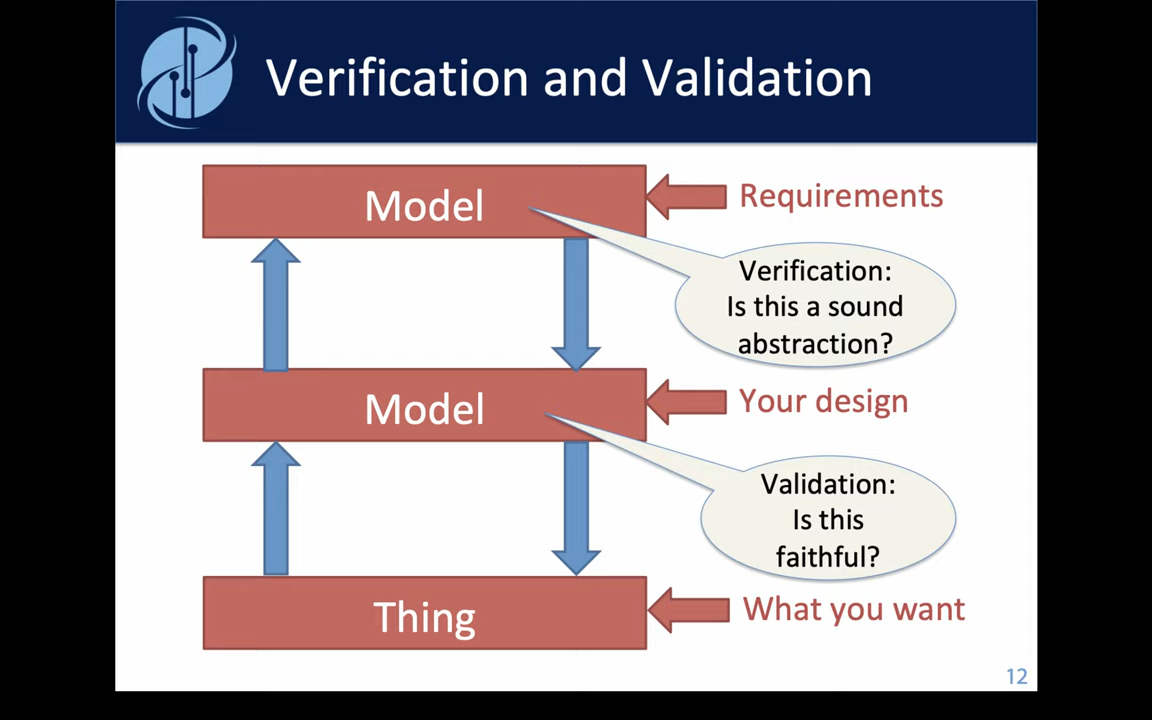 Verification and Validation
Model
Requirements
Verification:
Is this a sound
abstraction?
Model
Your design
Validation:
Is this
faithful?
Thing
What you want
12